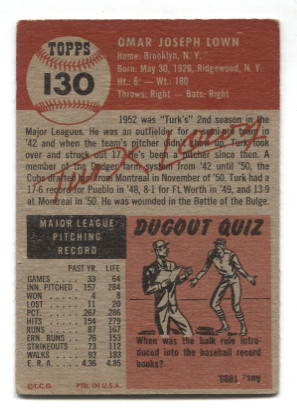 TOPPS
130
OMAR JOSEPH LOWN
Home: Brooklyn, N. Y.
Born: May 30, 1926, Ridgewood, N. Y.
Eyes: Wt.: 180
Throws: Right — Bats: Right
1952 was "Turk's" 2nd season in the
Major Leagues. He was an outfielder
'42 and when the team's pitcher didn't
took over and struck out 1 He's been a pitcher since then. A
member of the Dodgers' farm system from '42 until '50, the
Cubs drafted him from Montreal in November of '50. Turk had a
17-6 record for Pueblo in '48, 8-1 for Ft. Worth in '49, and 13-9
at Montreal in '50. He was wounded in the Battle of the Bulge.
MAJOR LEAGUE
PITCHING
RECORD
PAST YR. LIFE
GAMES 33 64
INN. PITCHED 157 284
WON 4 8
LOST 11 20
PCT. .267 .286
HITS 154 279
RUNS 87 167
ERN. RUNS 76 153
STRIKEOUTS 73 112
WALKS 93 183
E. R. A. 4.36 4.85
©T.C.G. PTD. IN U.S.A.
DUGOUT QUIZ
When was the balk rule intro-
duced into the baseball record
books?